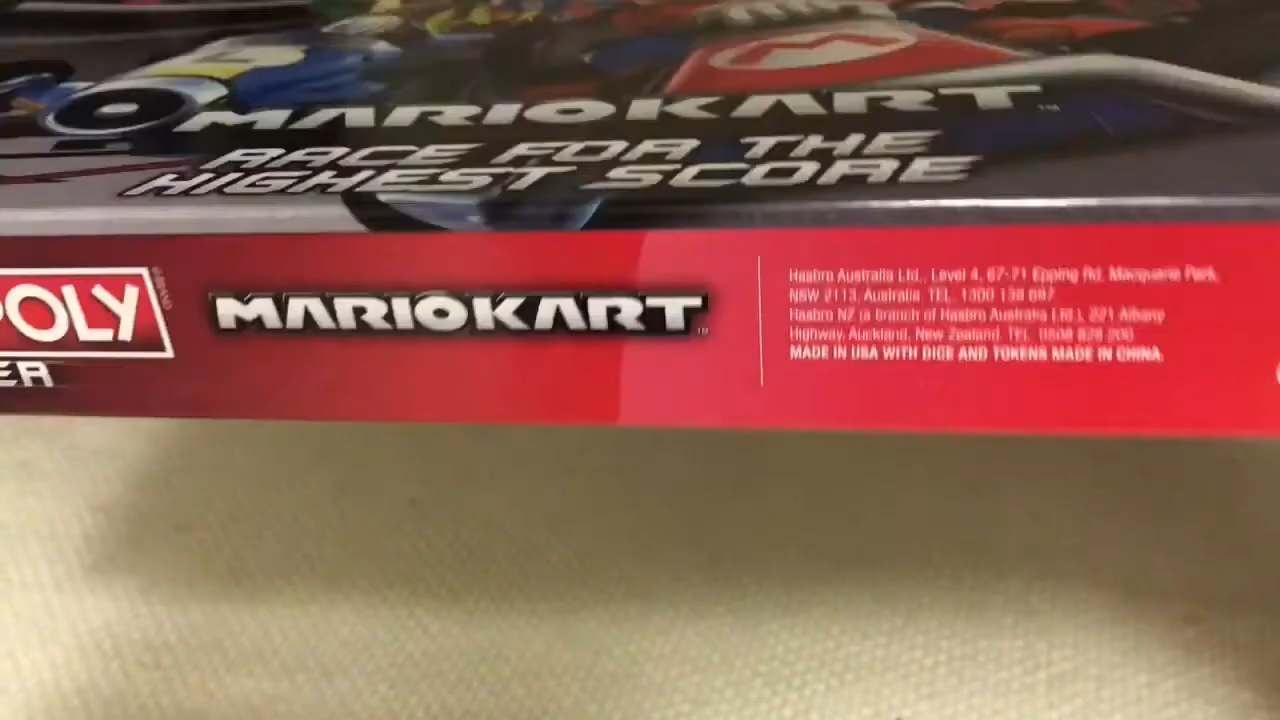 MARIOKART™
RACE FOR THE
HIGHEST SCORE
OLY
ER
MARIOKART™
Hasbro Australia Ltd., Level 4, 67-71 Epping Rd. Macquarie Park,
NSW 2113, Australia. TEL. 1300 138 697.
Hasbro NZ (a branch of Hasbro Australia Ltd.), 221 Albany
Highway, Auckland, New Zealand. TEL. 0508 828 200.
MADE IN USA WITH DICE AND TOKENS MADE IN CHINA.